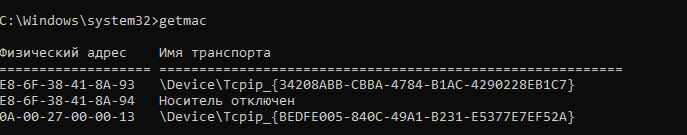 C:\Windows\system32>getmac
Физический адрес    Имя транспорта
=================== ==========================================================
E8-6F-38-41-8A-93   \Device\Tcpip_{34208ABB-CBBA-4784-B1AC-4290228EB1C7}
E8-6F-38-41-8A-94   Носитель отключен
0A-00-27-00-00-13   \Device\Tcpip_{BEDFE005-840C-49A1-B231-E5377E7EF52A}